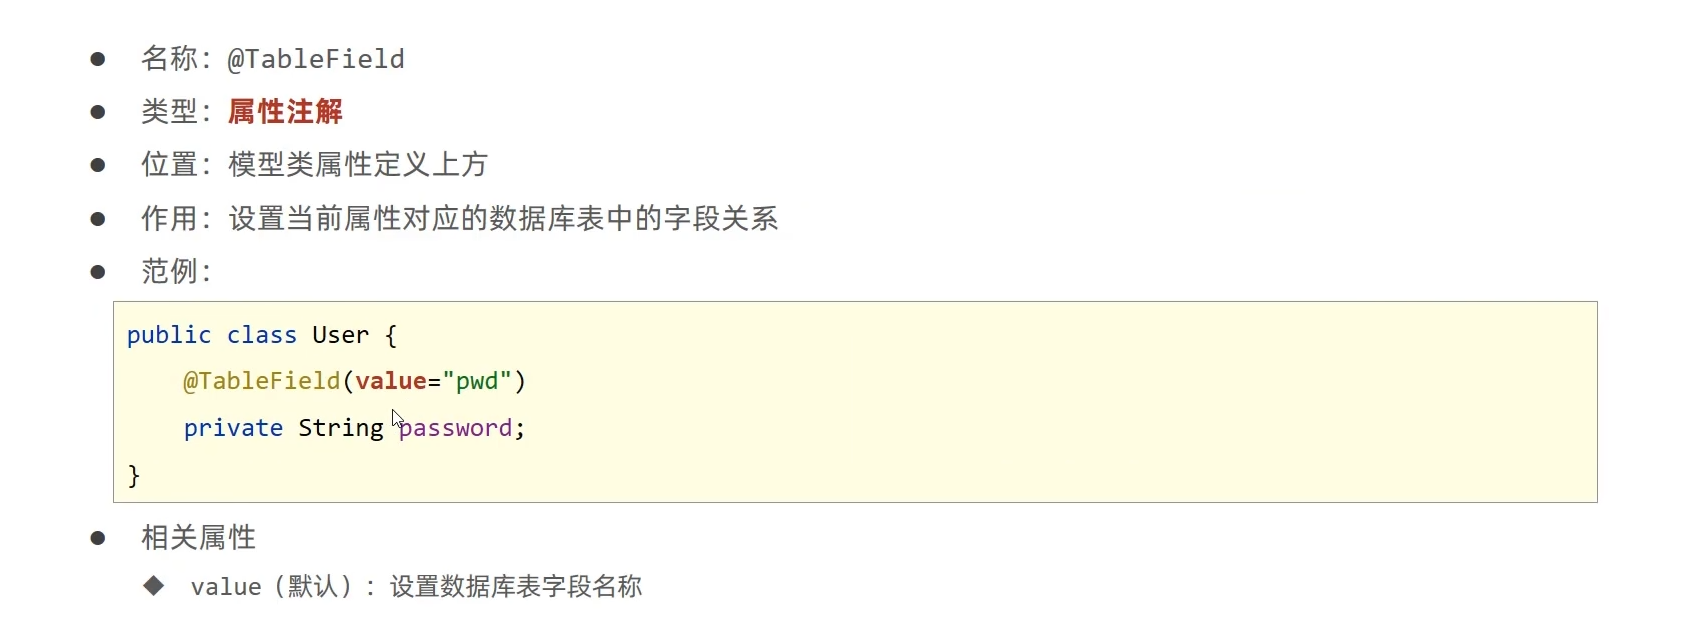 ● 名称：@TableField
● 类型：属性注解
● 位置：模型类属性定义上方
● 作用：设置当前属性对应的数据库表中的字段关系
● 范例：
public class User {
    @TableField(value="pwd")
    private String password;
}
● 相关属性
◆ value（默认）：设置数据库表字段名称